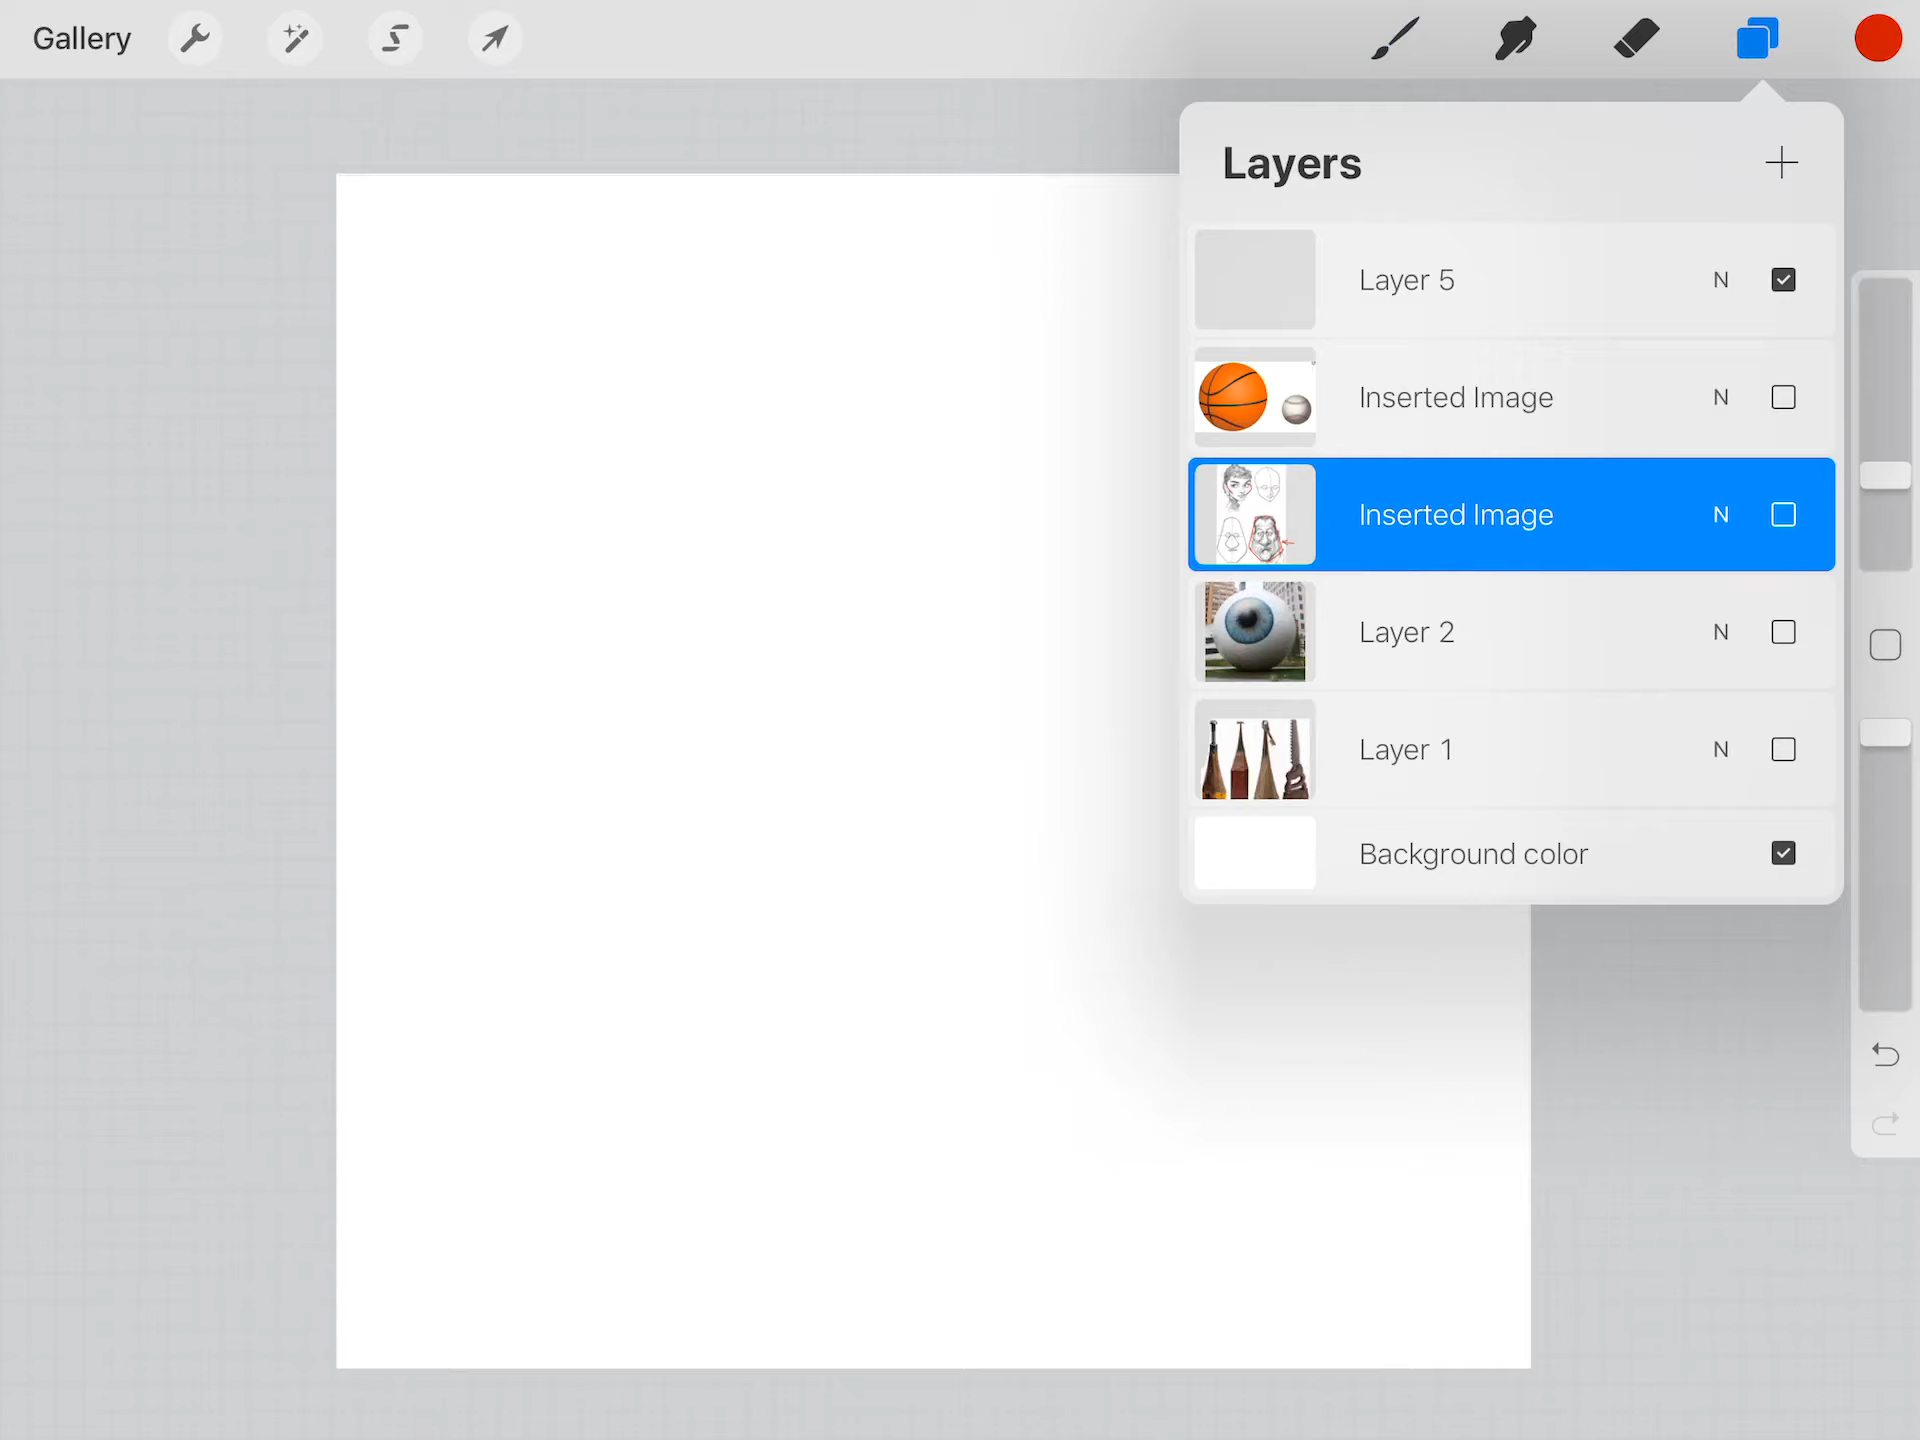 Gallery
Layers
Layer 5 N
Inserted Image N
Inserted Image N
Layer 2 N
Layer 1 N
Background color